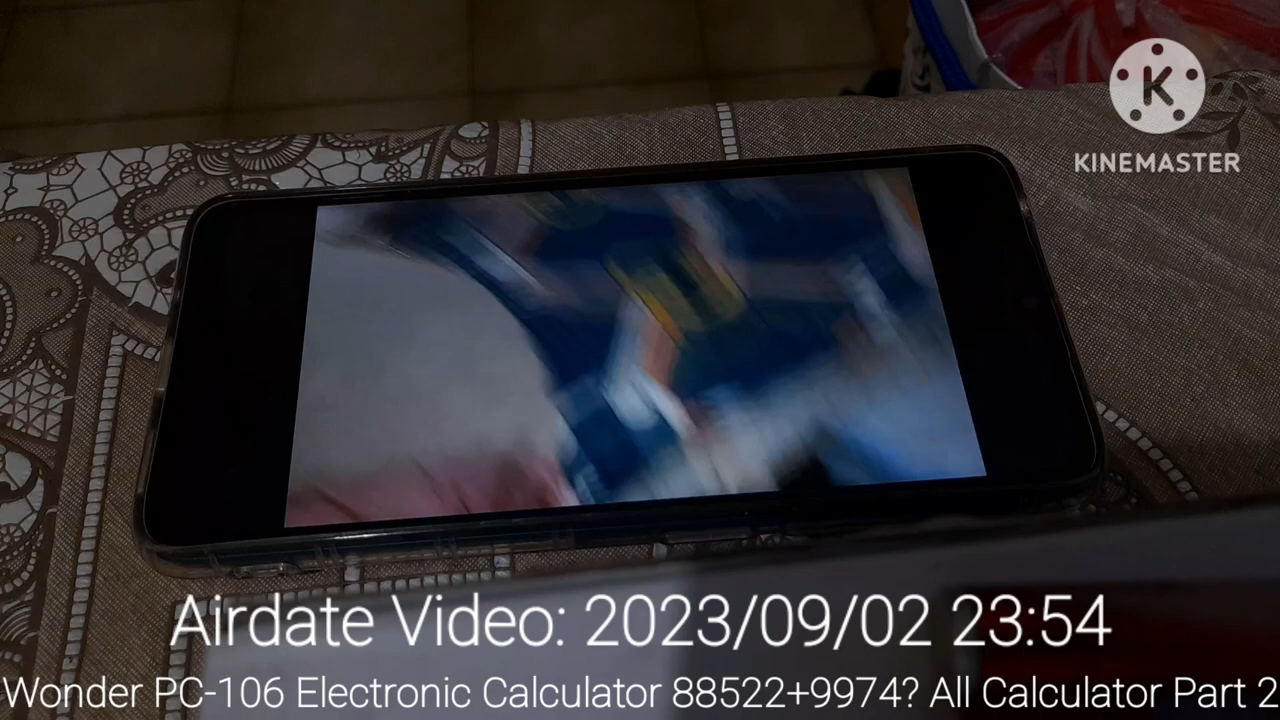 K
KINEMASTER
Airdate Video: 2023/09/02 23:54
Wonder PC-106 Electronic Calculator 88522+9974? All Calculator Part 2